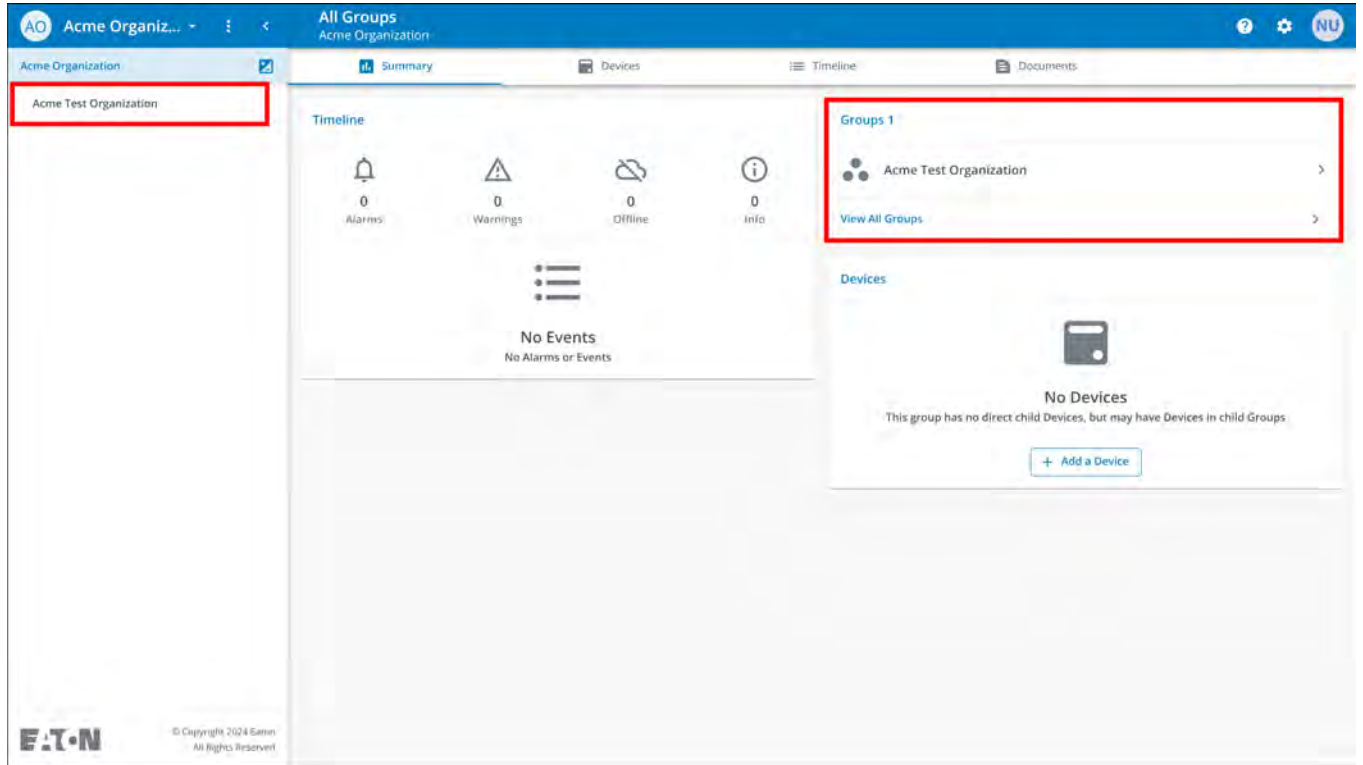 AO Acme Organiz...
All Groups
Acme Organization
NU
Acme Organization
Summary
Devices
Timeline
Documents
Acme Test Organization
Timeline
0
Alarms
0
Warnings
0
Offline
0
Info
No Events
No Alarms or Events
Groups 1
Acme Test Organization
View All Groups
Devices
No Devices
This group has no direct child Devices, but may have Devices in child Groups
+ Add a Device
EATON
© Copyright 2024 Eaton
All Rights Reserved